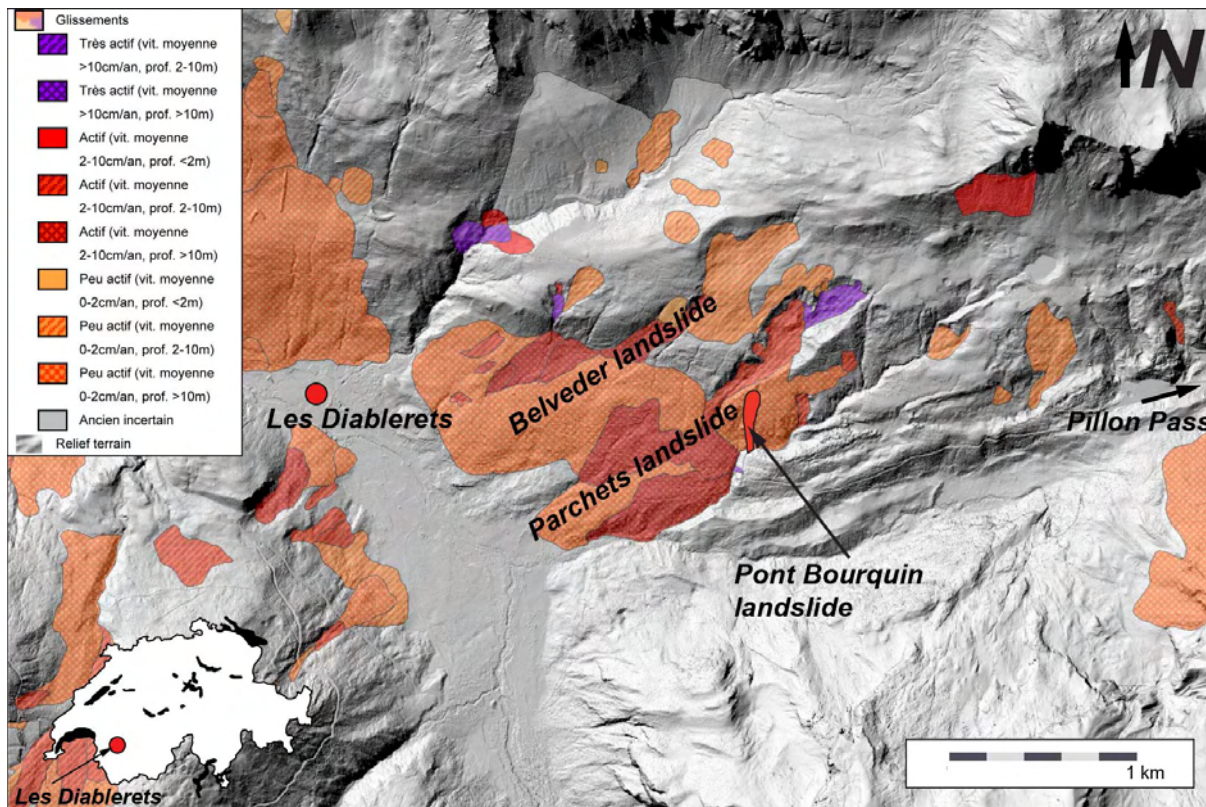 Glissements
Très actif (vit. moyenne
>10cm/an, prof. 2-10m)
Très actif (vit. moyenne
>10cm/an, prof. >10m)
Actif (vit. moyenne
2-10cm/an, prof. <2m)
Actif (vit. moyenne
2-10cm/an, prof. 2-10m)
Actif (vit. moyenne
2-10cm/an, prof. >10m)
Peu actif (vit. moyenne
0-2cm/an, prof. <2m)
Peu actif (vit. moyenne
0-2cm/an, prof. 2-10m)
Peu actif (vit. moyenne
0-2cm/an, prof. >10m)
Ancien incertain
Relief terrain
N
Belveder landslide
Les Diablerets
Parchets landslide
Pillon Pass
Pont Bourquin
landslide
1 km
Les Diablerets